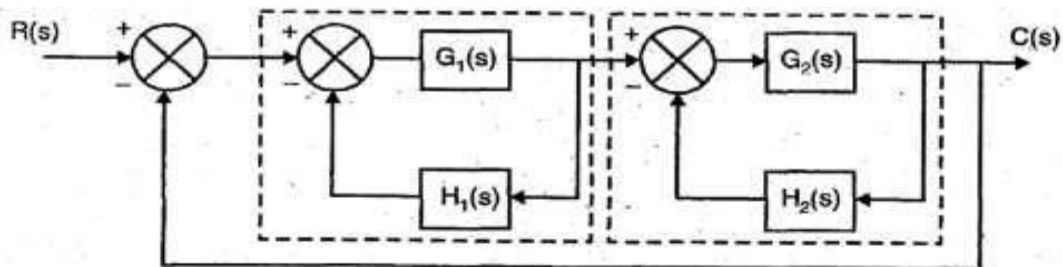 R(s) + − + − G₁(s) + − G₂(s) C(s)
H₁(s) H₂(s)